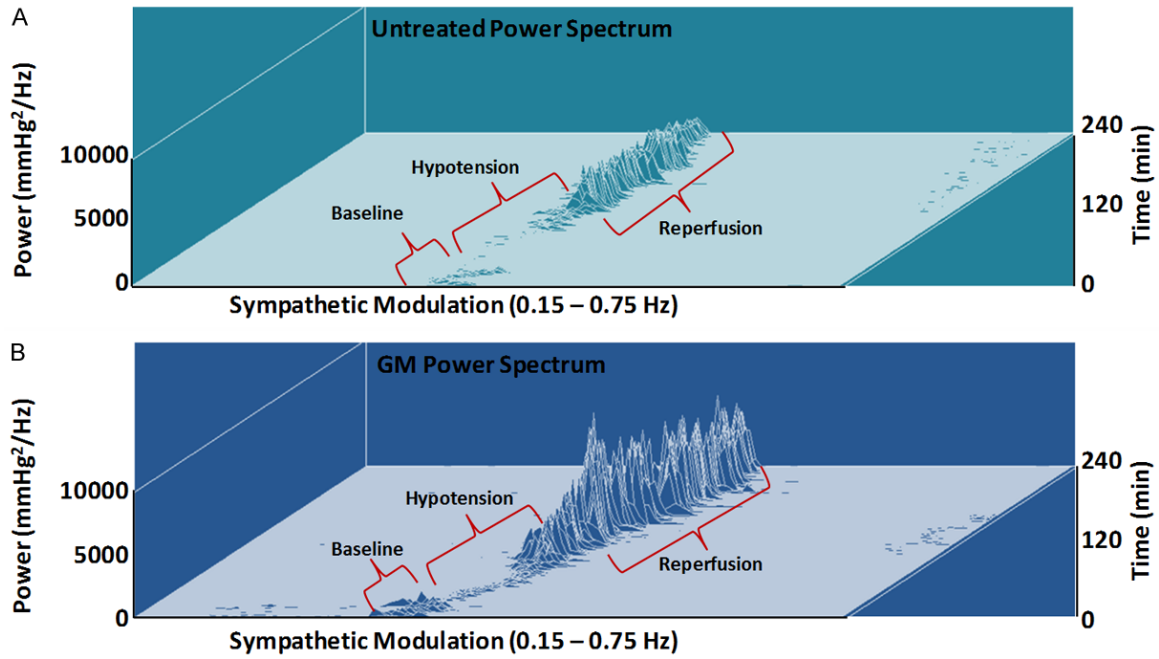 A
Untreated Power Spectrum
Power (mmHg²/Hz)
10000
5000
0
Hypotension
Baseline
Reperfusion
240
120
0
Time (min)
Sympathetic Modulation (0.15 – 0.75 Hz)
B
GM Power Spectrum
Power (mmHg²/Hz)
10000
5000
0
Hypotension
Baseline
Reperfusion
240
120
0
Time (min)
Sympathetic Modulation (0.15 – 0.75 Hz)